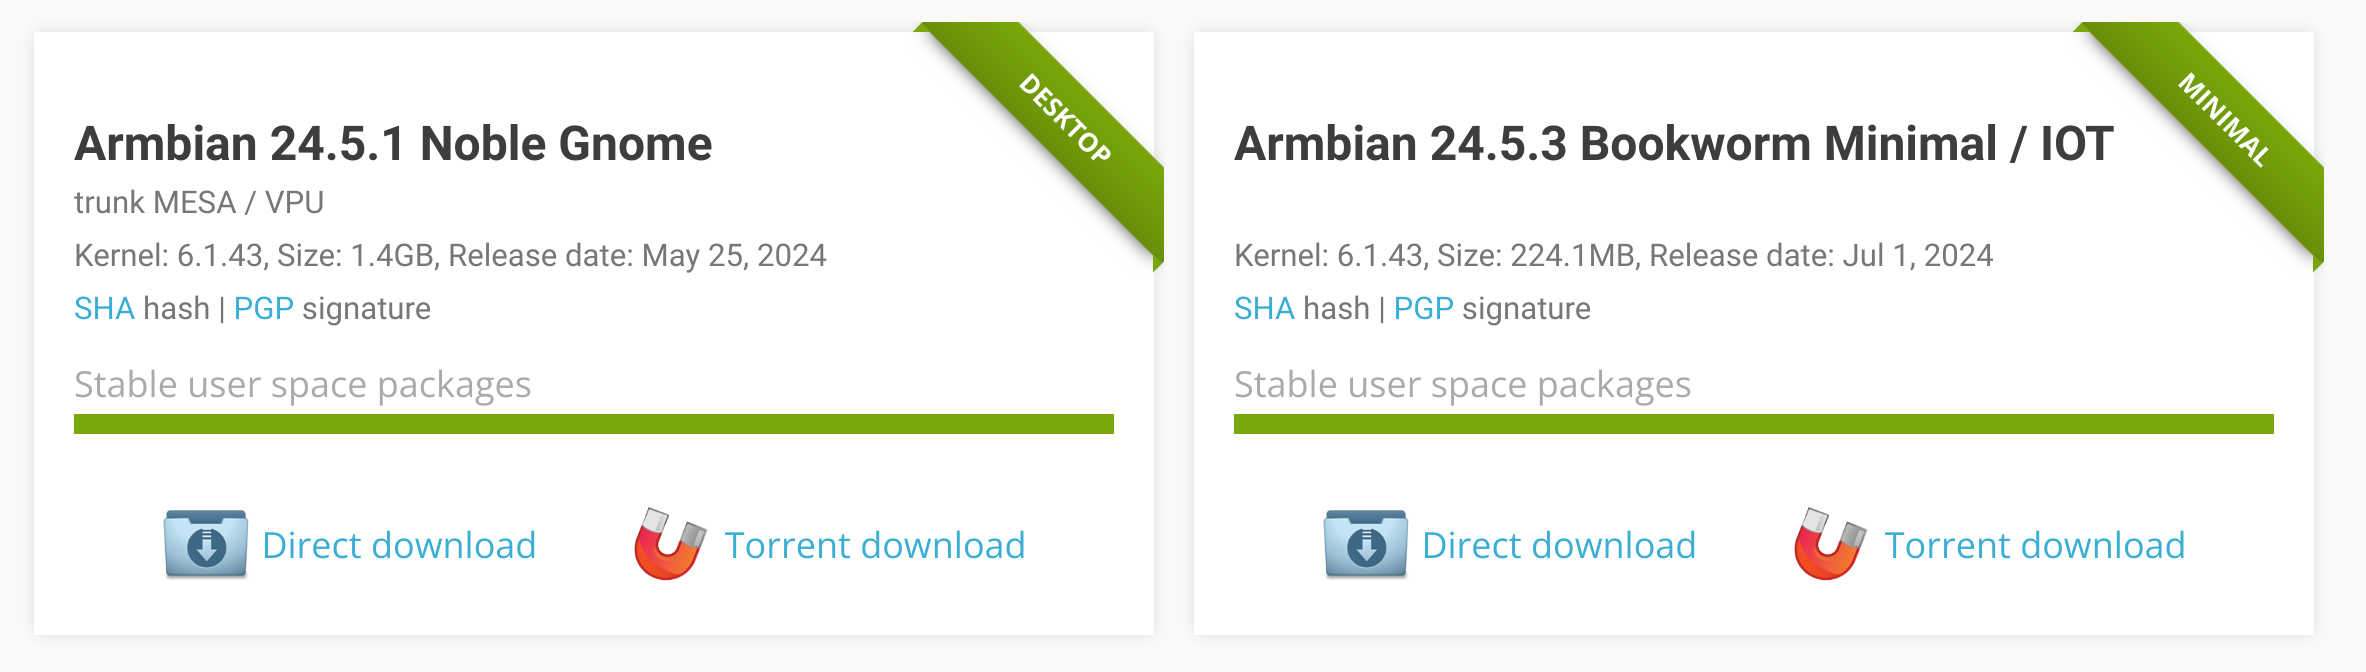 DESKTOP
Armbian 24.5.1 Noble Gnome
trunk MESA / VPU
Kernel: 6.1.43, Size: 1.4GB, Release date: May 25, 2024
SHA hash | PGP signature
Stable user space packages
Direct download
Torrent download
MINIMAL
Armbian 24.5.3 Bookworm Minimal / IOT
Kernel: 6.1.43, Size: 224.1MB, Release date: Jul 1, 2024
SHA hash | PGP signature
Stable user space packages
Direct download
Torrent download